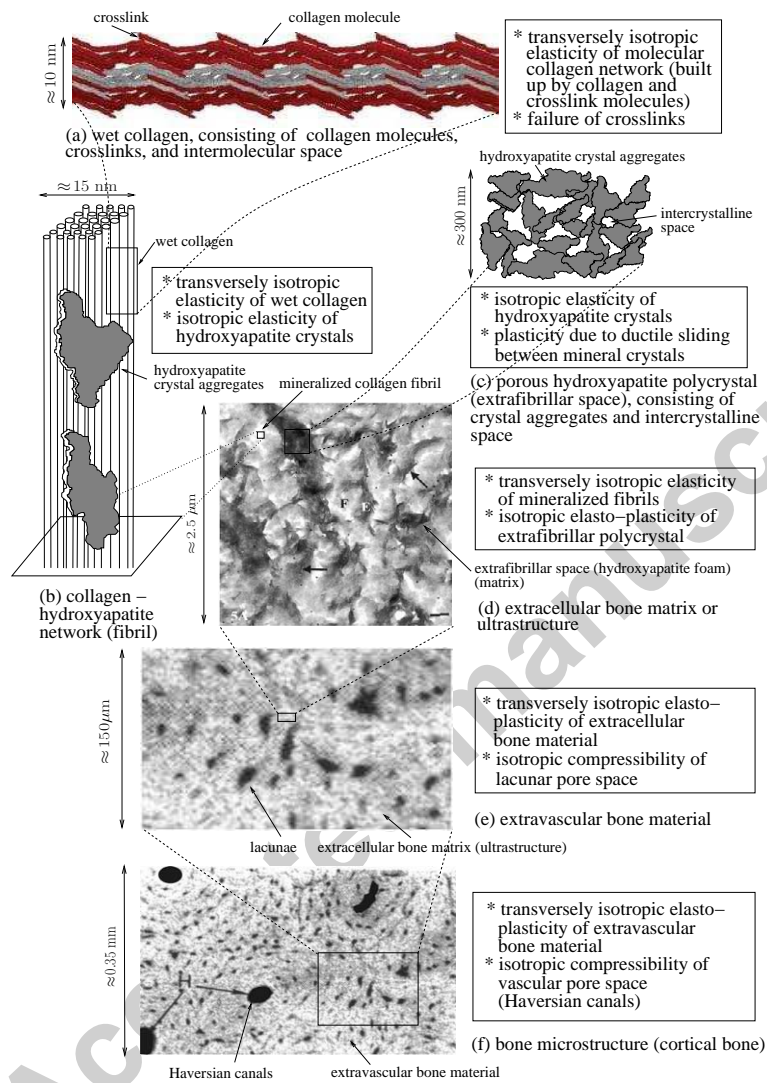 crosslink
collagen molecule
≈ 10 nm
(a) wet collagen, consisting of collagen molecules,
crosslinks, and intermolecular space
* transversely isotropic
elasticity of molecular
collagen network (built
up by collagen and
crosslink molecules)
* failure of crosslinks
≈ 15 nm
wet collagen
* transversely isotropic
elasticity of wet collagen
* isotropic elasticity of
hydroxyapatite crystals
hydroxyapatite
crystal aggregates
(b) collagen −
hydroxyapatite
network (fibril)
hydroxyapatite crystal aggregates
≈ 300 nm
intercrystalline
space
* isotropic elasticity of
hydroxyapatite crystals
* plasticity due to ductile sliding
between mineral crystals
(c) porous hydroxyapatite polycrystal
(extrafibrillar space), consisting of
crystal aggregates and intercrystalline
space
mineralized collagen fibril
≈ 2.5 μm
F
E
* transversely isotropic elasticity
of mineralized fibrils
* isotropic elasto−plasticity of
extrafibrillar polycrystal
extrafibrillar space (hydroxyapatite foam)
(matrix)
(d) extracellular bone matrix or
ultrastructure
≈ 150μm
* transversely isotropic elasto−
plasticity of extracellular
bone material
* isotropic compressibility of
lacunar pore space
(e) extravascular bone material
lacunae
extracellular bone matrix (ultrastructure)
≈ 0.35 mm
H
* transversely isotropic elasto−
plasticity of extravascular
bone material
* isotropic compressibility of
vascular pore space
(Haversian canals)
(f) bone microstructure (cortical bone)
Haversian canals
extravascular bone material
Accepted manuscript